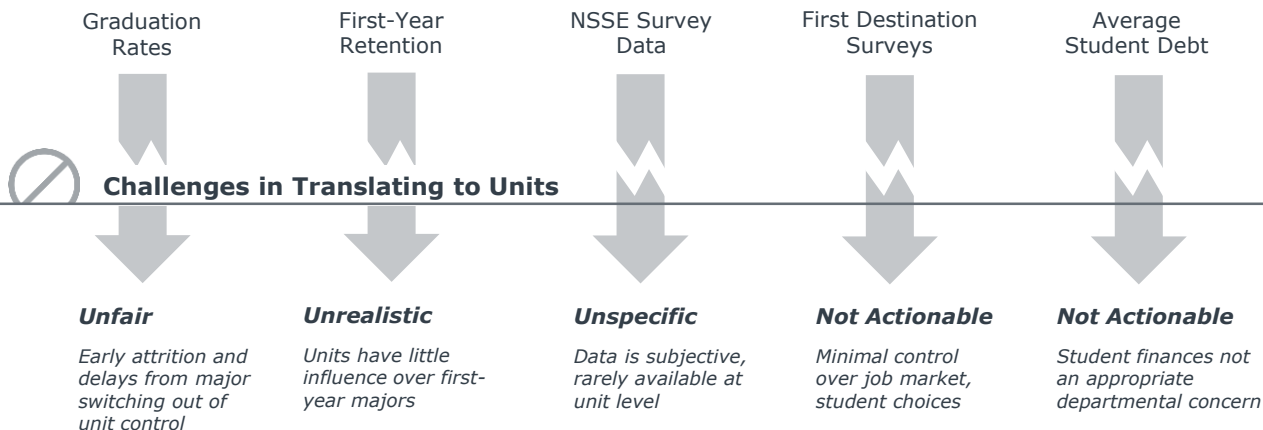 Graduation
Rates
First-Year
Retention
NSSE Survey
Data
First Destination
Surveys
Average
Student Debt
Challenges in Translating to Units
Unfair
Early attrition and
delays from major
switching out of
unit control
Unrealistic
Units have little
influence over first-
year majors
Unspecific
Data is subjective,
rarely available at
unit level
Not Actionable
Minimal control
over job market,
student choices
Not Actionable
Student finances not
an appropriate
departmental concern